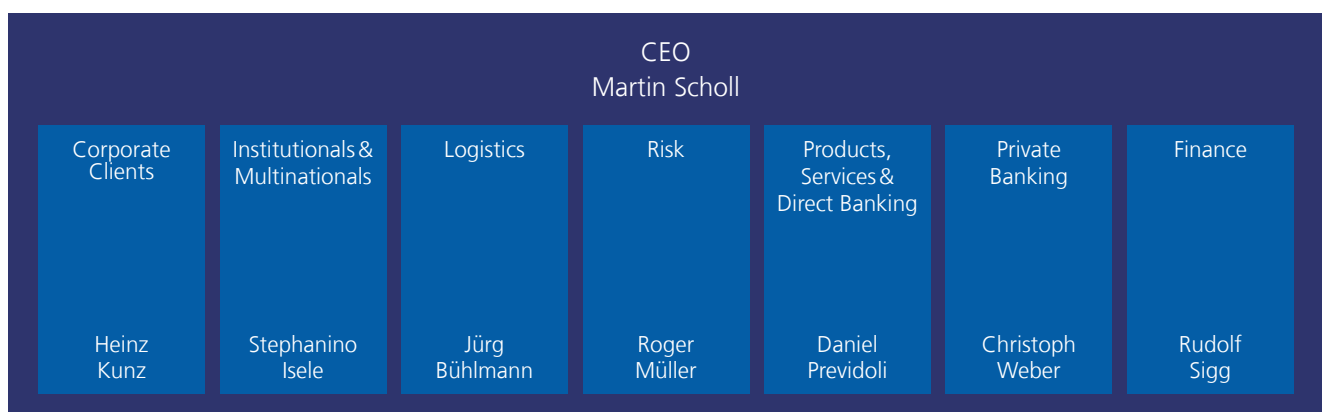 CEO
Martin Scholl
Corporate
Clients
Heinz
Kunz
Institutionals &
Multinationals
Stephanino
Isele
Logistics
Jürg
Bühlmann
Risk
Roger
Müller
Products,
Services &
Direct Banking
Daniel
Previdoli
Private
Banking
Christoph
Weber
Finance
Rudolf
Sigg